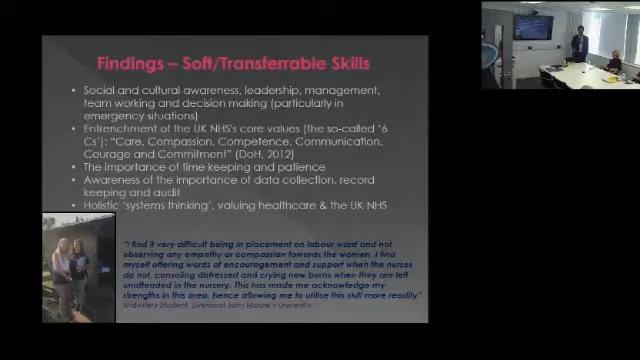 Findings – Soft/Transferrable Skills
• Social and cultural awareness, leadership, management,
team working and decision making (particularly in
emergency situations)
• Entrenchment of the UK NHS's core values (the so-called '6
Cs'): "Care, Compassion, Competence, Communication,
Courage and Commitment" (DoH, 2012)
• The importance of time keeping and patience
• Awareness of the importance of data collection, record
keeping and audit
• Holistic 'systems thinking', valuing healthcare & the UK NHS
"I find it very difficult being in placement on labour ward and not
observing any empathy or compassion towards the women. I find
myself offering words of encouragement and support when the nurses
do not, consoling distressed and crying new borns when they are left
unattended in the nursery. This has made me acknowledge my
strengths in this area, hence allowing me to utilise this skill more readily"
Midwifery Student, Liverpool John Moore's University